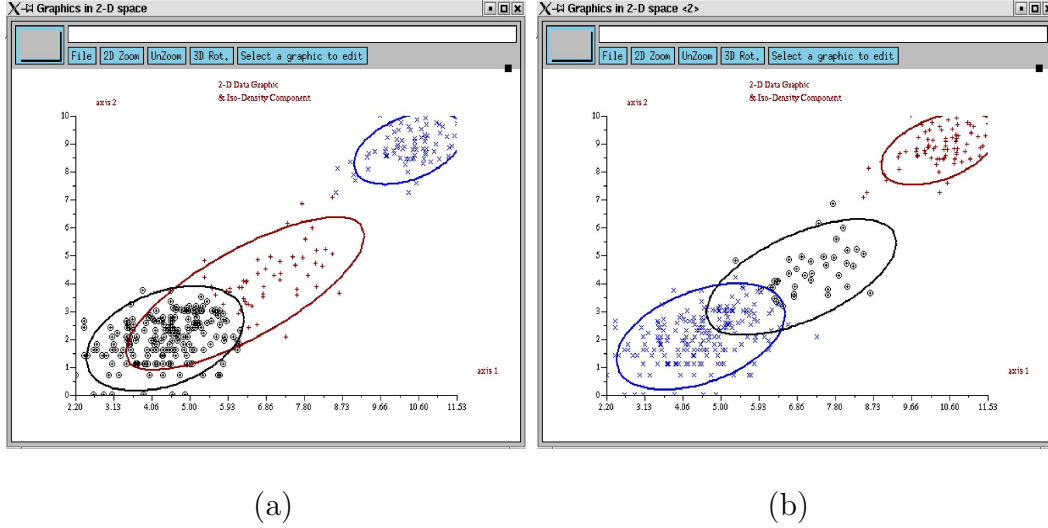 Graphics in 2-D space
File 2D Zoom UnZoom 3D Rot. Select a graphic to edit
2-D Data Graphic
& Iso-Density Component
axis 2
10
9
8
7
6
5
4
3
2
1
0
axis 1
2.20 3.13 4.06 5.00 5.93 6.86 7.80 8.73 9.66 10.60 11.53
(a)
Graphics in 2-D space <2>
File 2D Zoom UnZoom 3D Rot. Select a graphic to edit
2-D Data Graphic
& Iso-Density Component
axis 2
10
9
8
7
6
5
4
3
2
1
0
axis 1
2.20 3.13 4.06 5.00 5.93 6.86 7.80 8.73 9.66 10.60 11.53
(b)